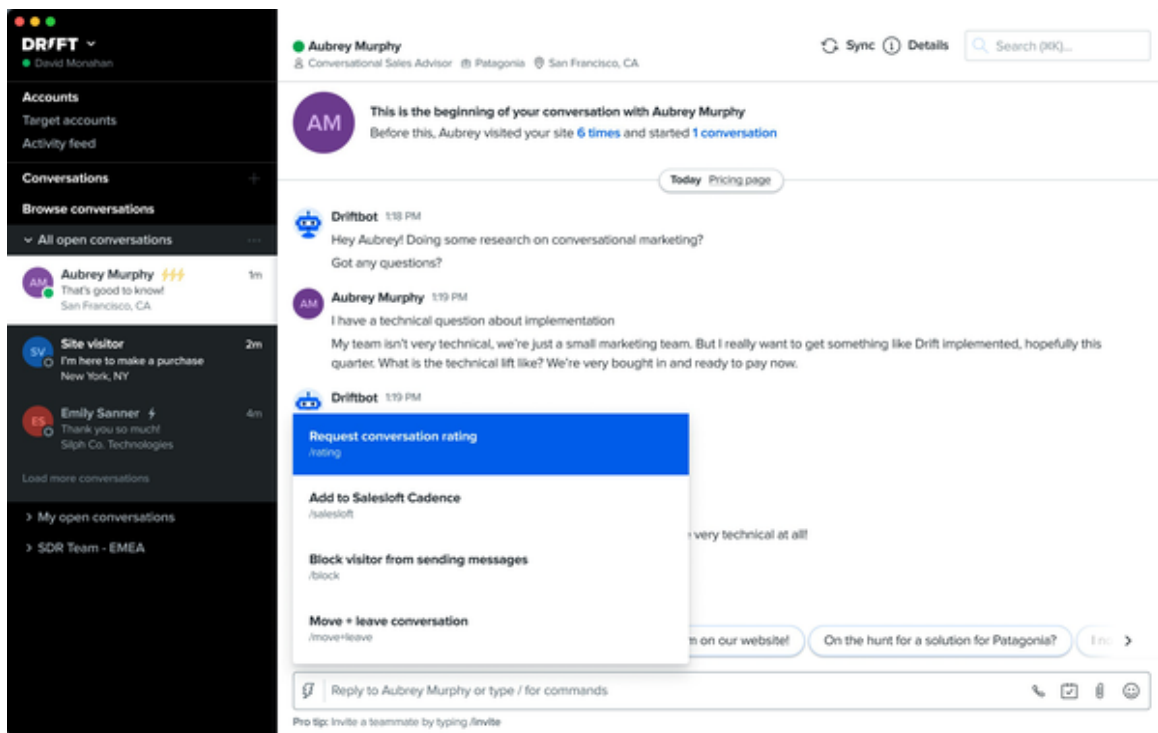 DRIFT
David Monahan
Accounts
Target accounts
Activity feed
Conversations
Browse conversations
All open conversations
Aubrey Murphy
1m
That's good to know!
San Francisco, CA
Site visitor
2m
I'm here to make a purchase
New York, NY
Emily Sanner
4m
Thank you so much!
Silph Co. Technologies
Load more conversations
My open conversations
SDR Team - EMEA
Aubrey Murphy
Conversational Sales Advisor Patagonia San Francisco, CA
Sync Details Search (⌘K)...
AM
This is the beginning of your conversation with Aubrey Murphy
Before this, Aubrey visited your site 6 times and started 1 conversation
Today Pricing page
Driftbot 1:18 PM
Hey Aubrey! Doing some research on conversational marketing?
Got any questions?
Aubrey Murphy 1:19 PM
I have a technical question about implementation
My team isn't very technical, we're just a small marketing team. But I really want to get something like Drift implemented, hopefully this
quarter. What is the technical lift like? We're very bought in and ready to pay now.
Driftbot 1:19 PM
Request conversation rating
/rating
Add to Salesloft Cadence
/salesloft
very technical at all!
Block visitor from sending messages
/block
Move + leave conversation
/move+leave
on our website!
On the hunt for a solution for Patagonia?
Reply to Aubrey Murphy or type / for commands
Pro tip: Invite a teammate by typing /invite